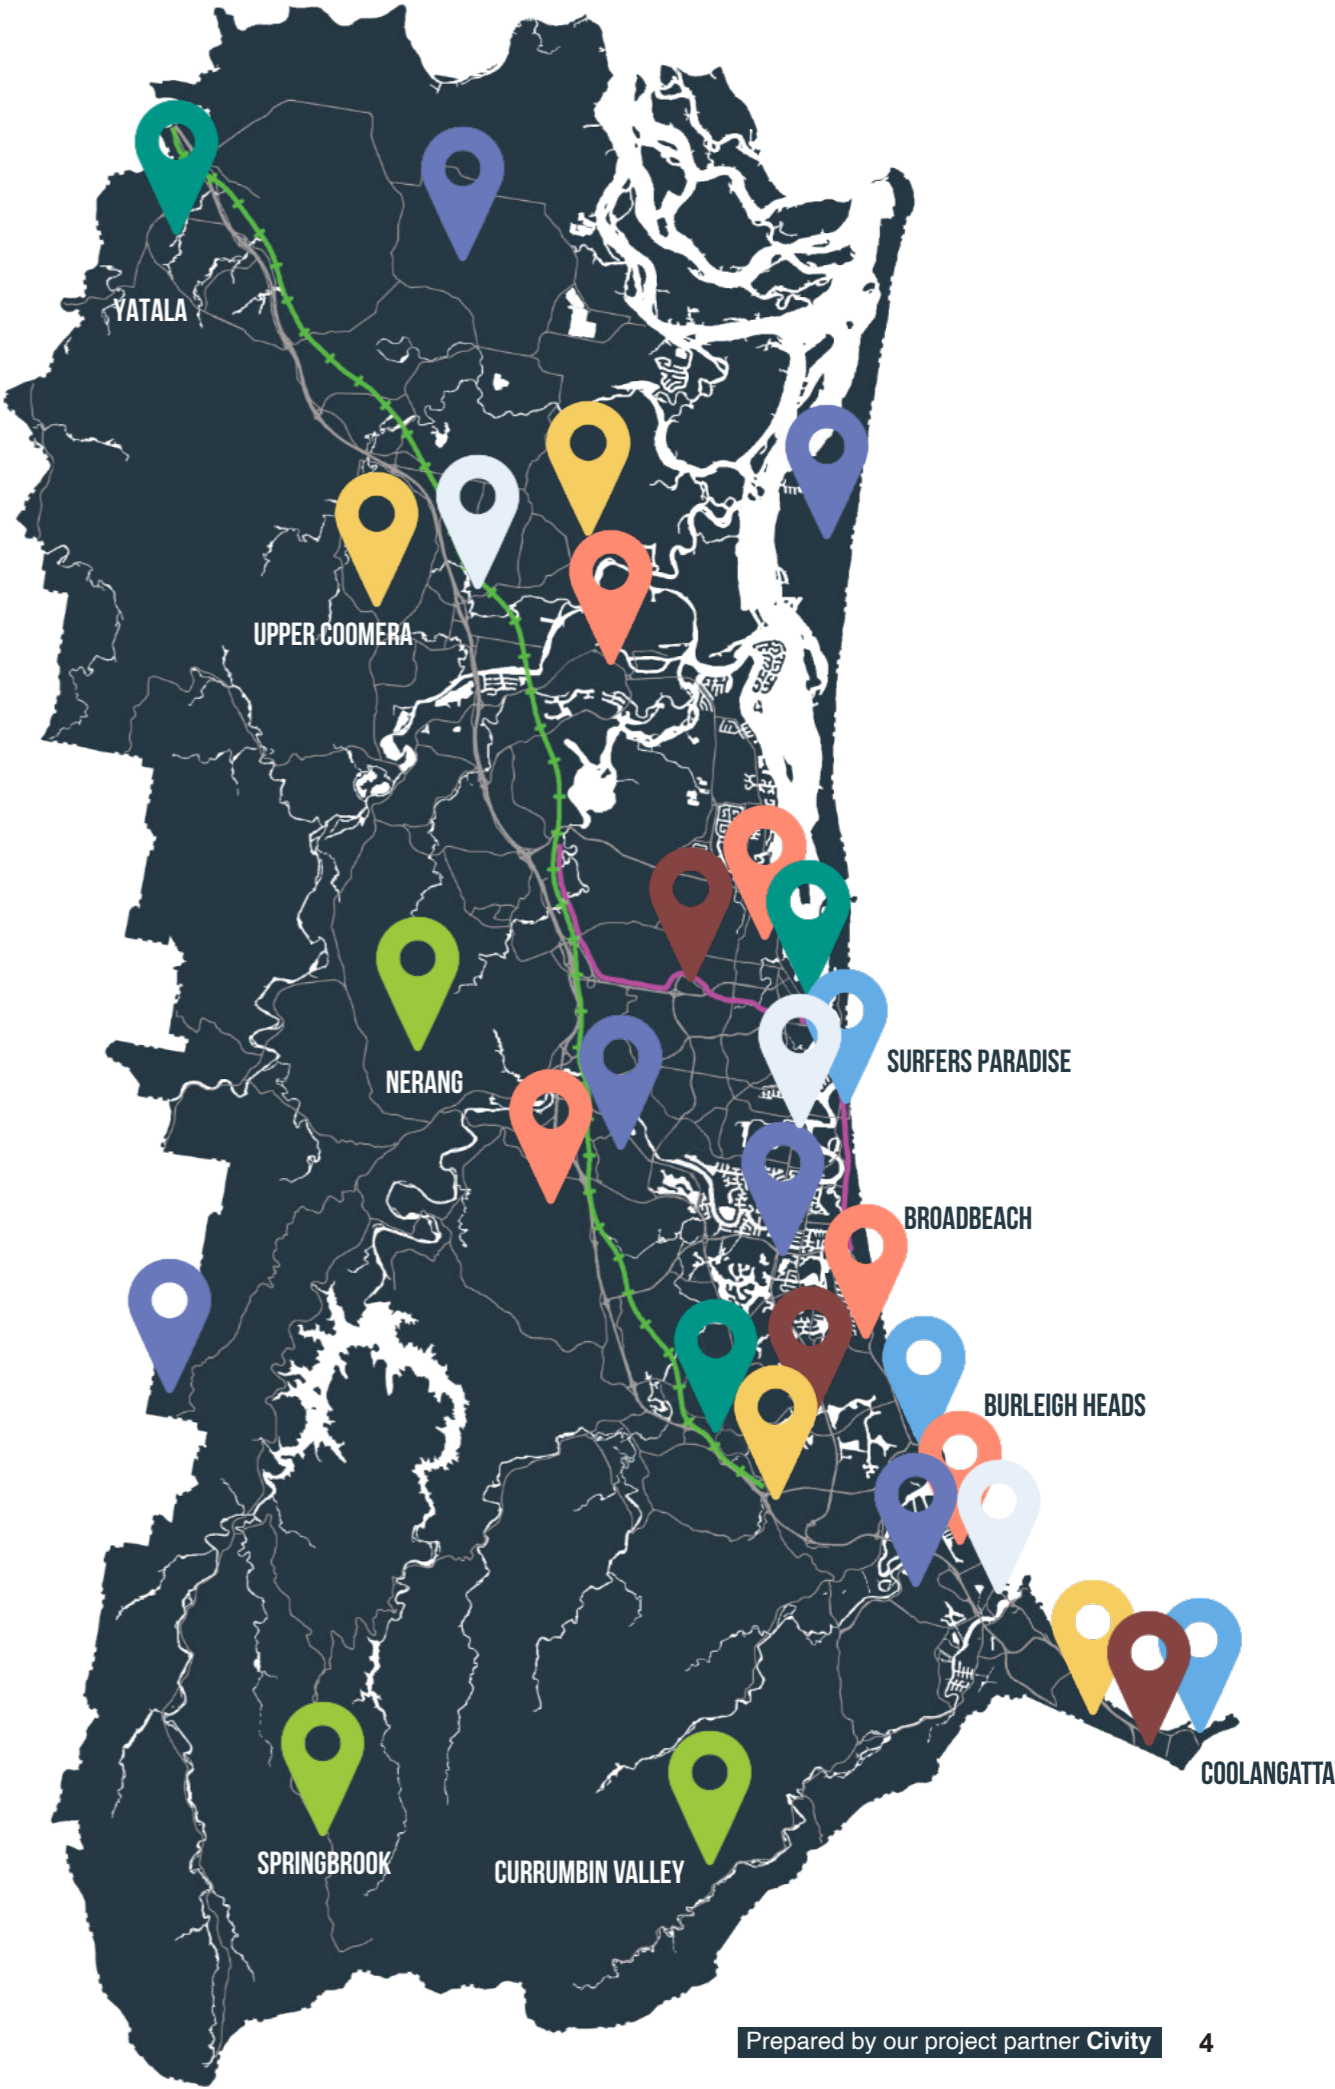 YATALA
UPPER COOMERA
SURFERS PARADISE
NERANG
BROADBEACH
BURLEIGH HEADS
COOLANGATTA
SPRINGBROOK
CURRUMBIN VALLEY
Prepared by our project partner Civity 4